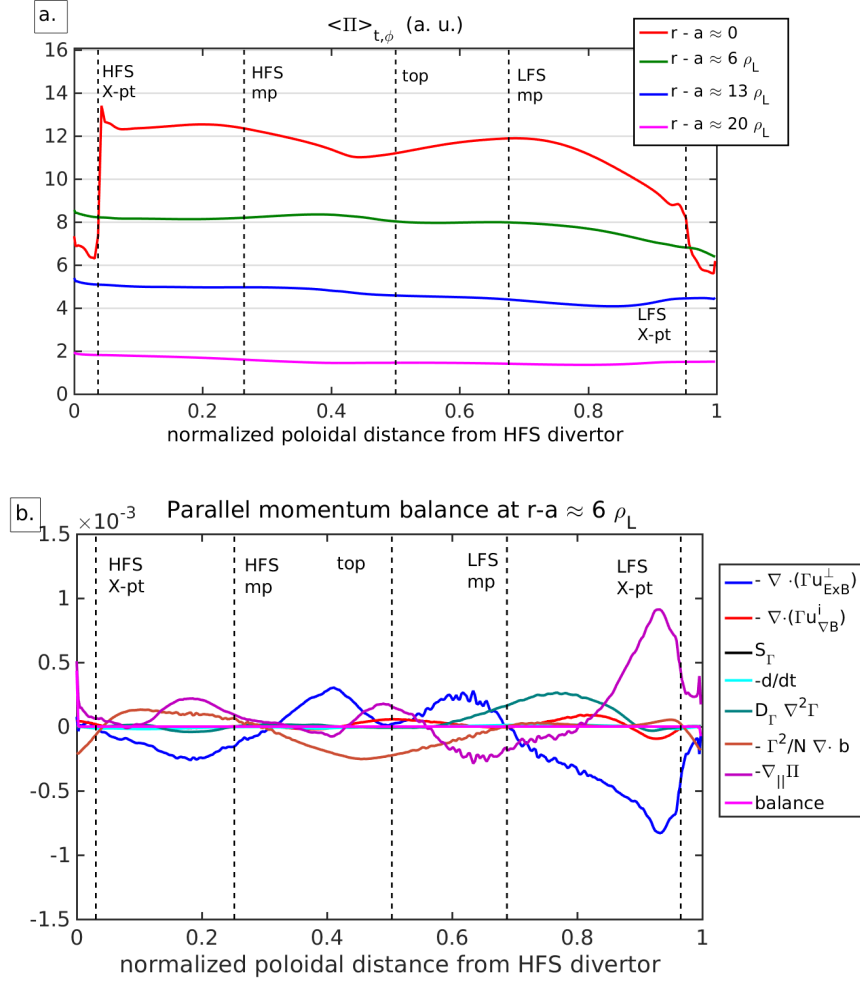 a.
<Π>t,ϕ (a. u.)
r - a ≈ 0
r - a ≈ 6 ρL
r - a ≈ 13 ρL
r - a ≈ 20 ρL
16
14
12
10
8
6
4
2
0
HFS
X-pt
HFS
mp
top
LFS
mp
LFS
X-pt
0 0.2 0.4 0.6 0.8 1
normalized poloidal distance from HFS divertor
b.
×10-3
Parallel momentum balance at r-a ≈ 6 ρL
1.5
1
0.5
0
-0.5
-1
-1.5
HFS
X-pt
HFS
mp
top
LFS
mp
LFS
X-pt
- ∇ ·(Γu⊥ExB)
- ∇·(Γui∇B)
SΓ
-d/dt
DΓ ∇2Γ
- Γ2/N ∇· b
-∇||Π
balance
0 0.2 0.4 0.6 0.8 1
normalized poloidal distance from HFS divertor